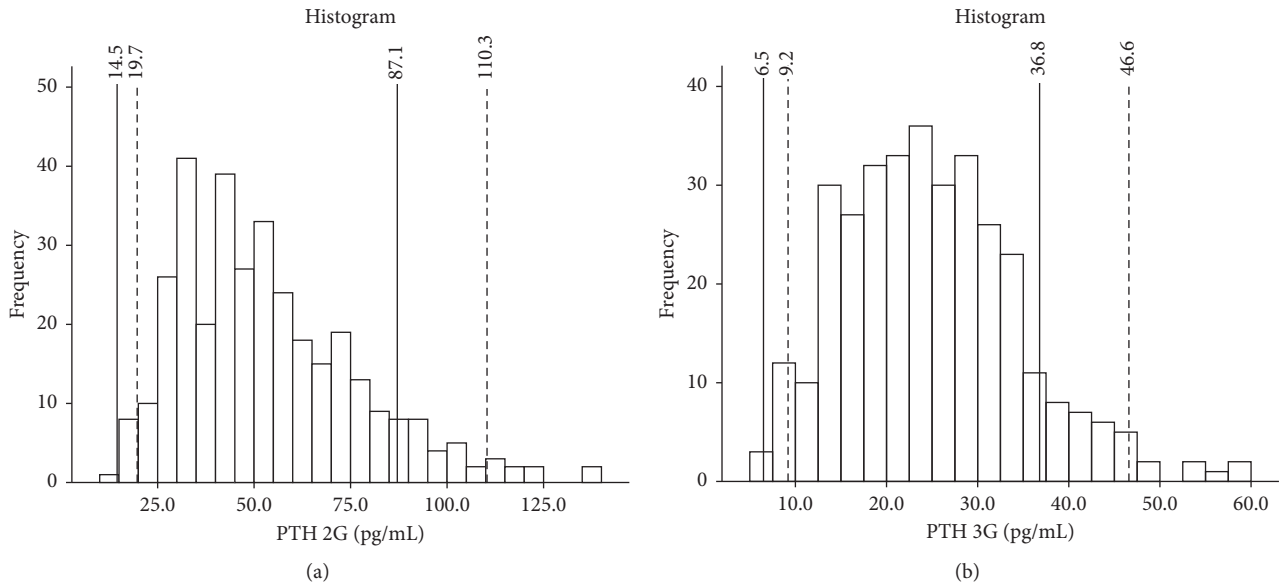 Histogram
14.5
19.7
87.1
110.3
50
40
30
20
10
0
Frequency
25.0 50.0 75.0 100.0 125.0
PTH 2G (pg/mL)
(a)
Histogram
6.5
9.2
36.8
46.6
40
30
20
10
0
Frequency
10.0 20.0 30.0 40.0 50.0 60.0
PTH 3G (pg/mL)
(b)